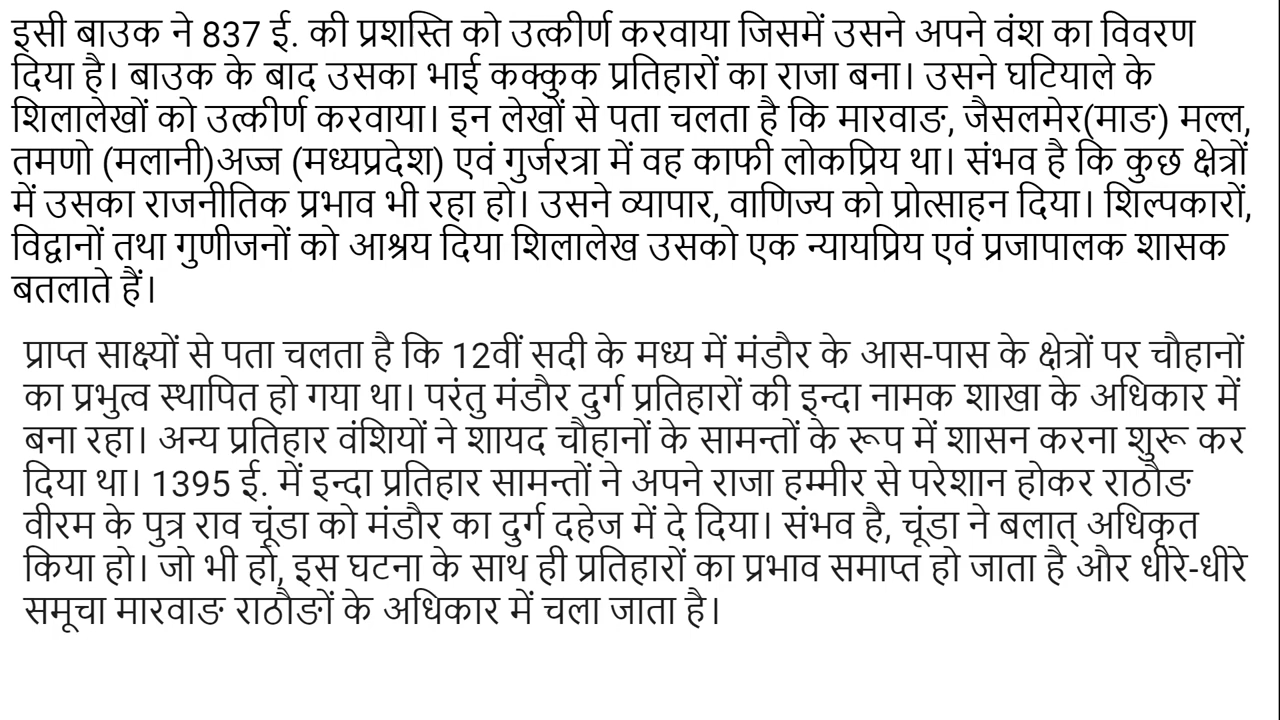 इसी बाउक ने 837 ई. की प्रशस्ति को उत्कीर्ण करवाया जिसमें उसने अपने वंश का विवरण
दिया है। बाउक के बाद उसका भाई कक्कुक प्रतिहारों का राजा बना। उसने घटियाले के
शिलालेखों को उत्कीर्ण करवाया। इन लेखों से पता चलता है कि मारवाङ, जैसलमेर(माङ) मल्ल,
तमणो (मलानी)अज्ज (मध्यप्रदेश) एवं गुर्जरत्रा में वह काफी लोकप्रिय था। संभव है कि कुछ क्षेत्रों
में उसका राजनीतिक प्रभाव भी रहा हो। उसने व्यापार, वाणिज्य को प्रोत्साहन दिया। शिल्पकारों,
विद्वानों तथा गुणीजनों को आश्रय दिया शिलालेख उसको एक न्यायप्रिय एवं प्रजापालक शासक
बतलाते हैं।
प्राप्त साक्ष्यों से पता चलता है कि 12वीं सदी के मध्य में मंडौर के आस-पास के क्षेत्रों पर चौहानों
का प्रभुत्व स्थापित हो गया था। परंतु मंडौर दुर्ग प्रतिहारों की इन्दा नामक शाखा के अधिकार में
बना रहा। अन्य प्रतिहार वंशियों ने शायद चौहानों के सामन्तों के रूप में शासन करना शुरू कर
दिया था। 1395 ई. में इन्दा प्रतिहार सामन्तों ने अपने राजा हम्मीर से परेशान होकर राठौङ
वीरम के पुत्र राव चूंडा को मंडौर का दुर्ग दहेज में दे दिया। संभव है, चूंडा ने बलात् अधिकृत
किया हो। जो भी हो, इस घटना के साथ ही प्रतिहारों का प्रभाव समाप्त हो जाता है और धीरे-धीरे
समूचा मारवाङ राठौङों के अधिकार में चला जाता है।